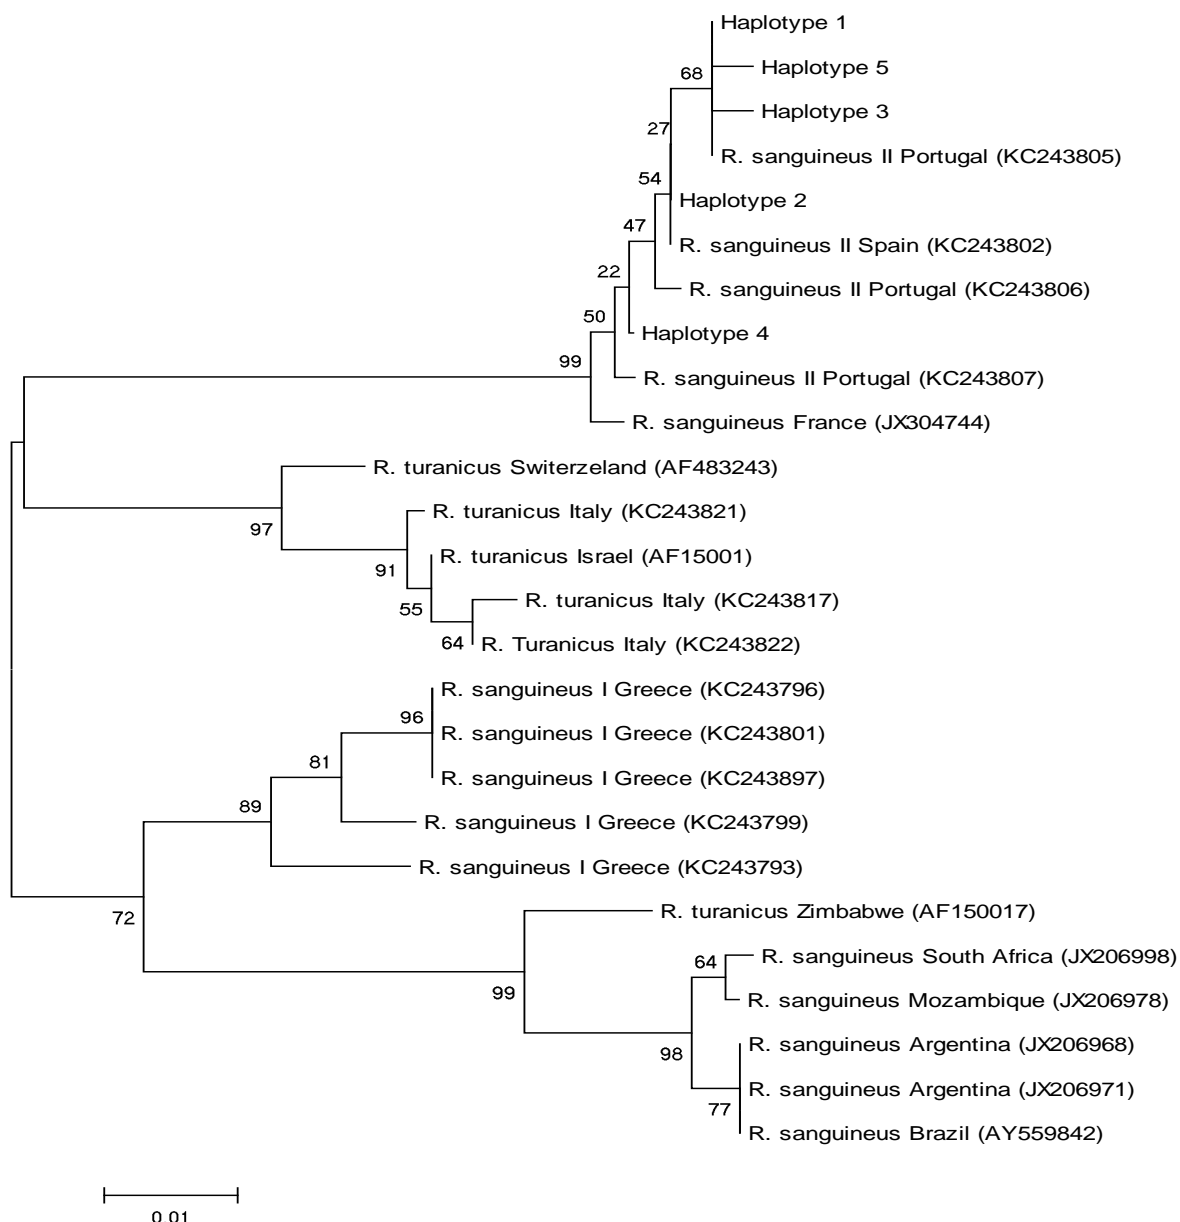 Haplotype 1
68
Haplotype 5
Haplotype 3
27
R. sanguineus II Portugal (KC243805)
54
Haplotype 2
47
R. sanguineus II Spain (KC243802)
22
R. sanguineus II Portugal (KC243806)
50
Haplotype 4
99
R. sanguineus II Portugal (KC243807)
R. sanguineus France (JX304744)
R. turanicus Switerzeland (AF483243)
97
R. turanicus Italy (KC243821)
R. turanicus Israel (AF15001)
91
R. turanicus Italy (KC243817)
55
64
R. Turanicus Italy (KC243822)
R. sanguineus I Greece (KC243796)
96
R. sanguineus I Greece (KC243801)
81
R. sanguineus I Greece (KC243897)
89
R. sanguineus I Greece (KC243799)
R. sanguineus I Greece (KC243793)
72
R. turanicus Zimbabwe (AF150017)
64
R. sanguineus South Africa (JX206998)
99
R. sanguineus Mozambique (JX206978)
R. sanguineus Argentina (JX206968)
98
R. sanguineus Argentina (JX206971)
77
R. sanguineus Brazil (AY559842)
0.01